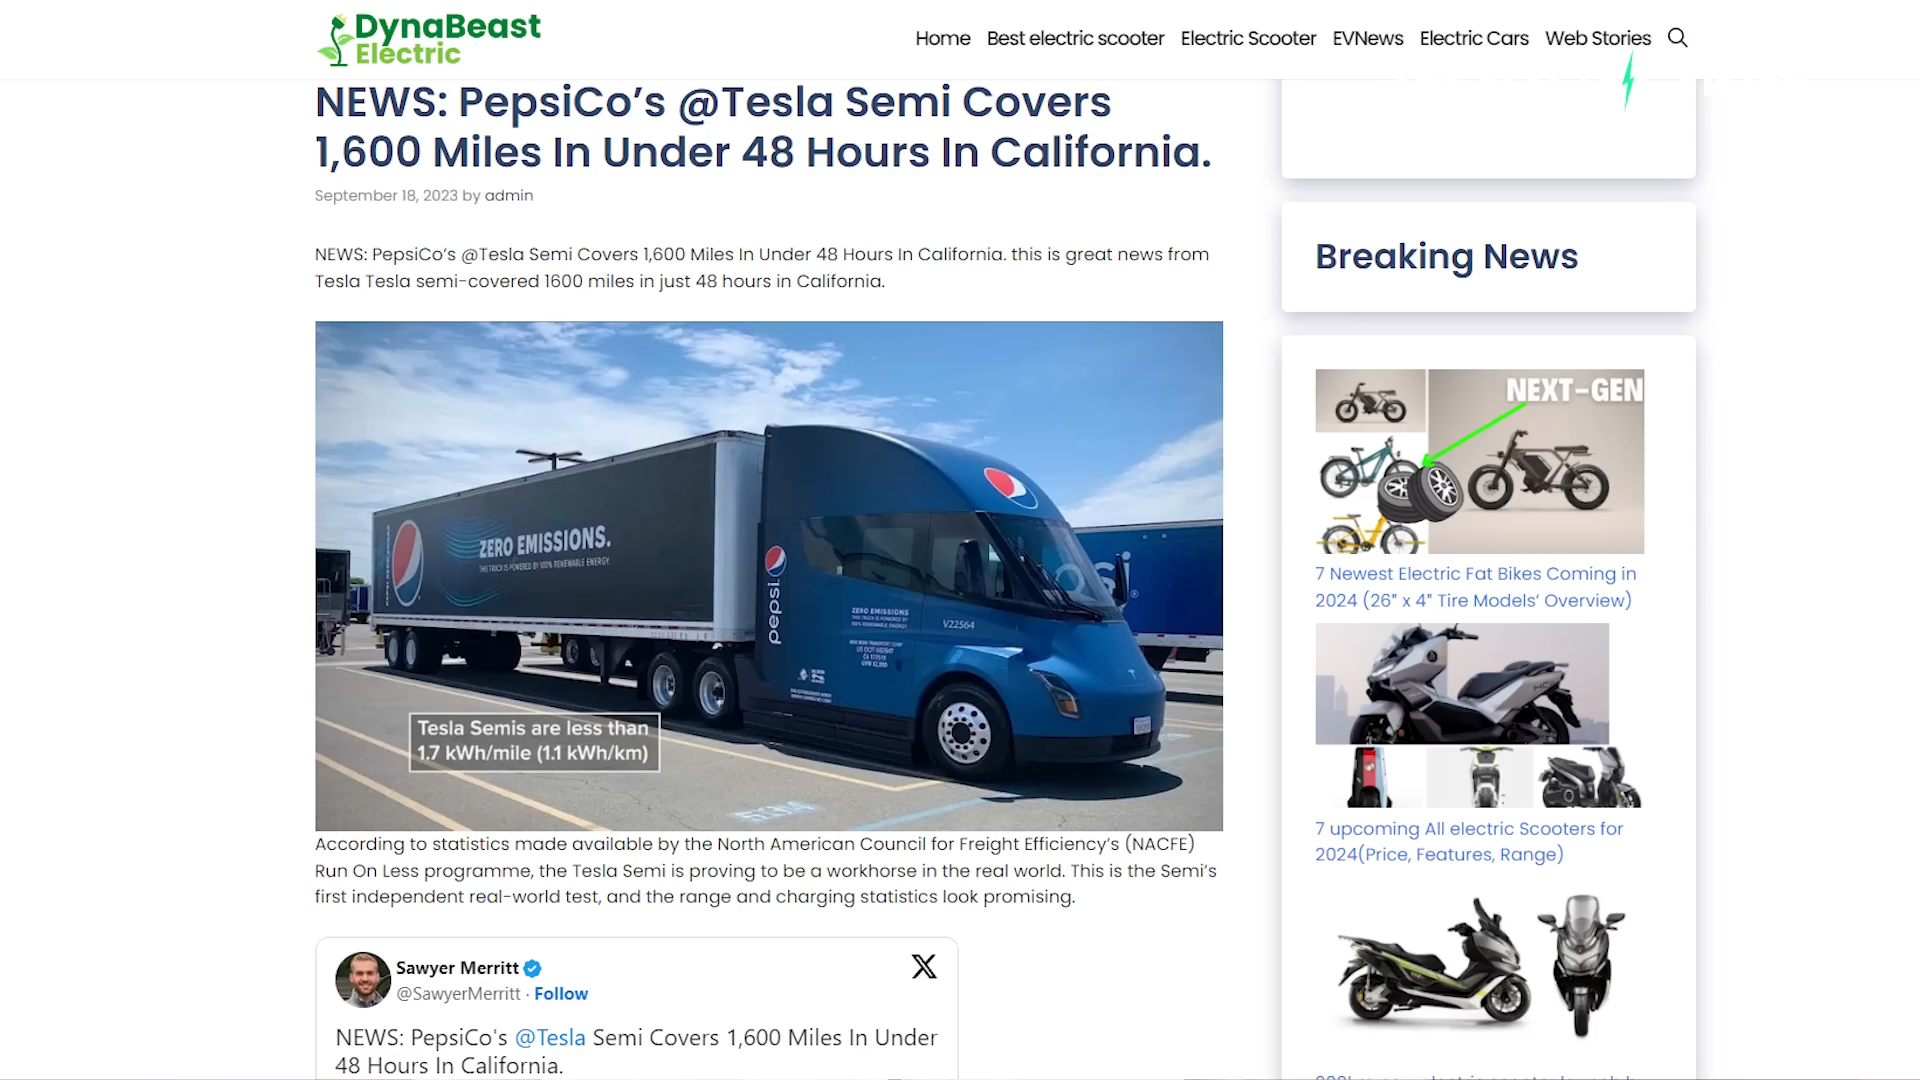 DynaBeast
Electric
Home Best electric scooter Electric Scooter EVNews Electric Cars Web Stories
NEWS: PepsiCo’s @Tesla Semi Covers
1,600 Miles In Under 48 Hours In California.
September 18, 2023 by admin
NEWS: PepsiCo’s @Tesla Semi Covers 1,600 Miles In Under 48 Hours In California. this is great news from
Tesla Tesla semi-covered 1600 miles in just 48 hours in California.
ZERO EMISSIONS.
THIS TRUCK IS POWERED BY 100% RENEWABLE ENERGY.
pepsi
ZERO EMISSIONS
THIS TRUCK IS POWERED BY
100% RENEWABLE ENERGY
V22564
Tesla Semis are less than
1.7 kWh/mile (1.1 kWh/km)
According to statistics made available by the North American Council for Freight Efficiency’s (NACFE)
Run On Less programme, the Tesla Semi is proving to be a workhorse in the real world. This is the Semi’s
first independent real-world test, and the range and charging statistics look promising.
Sawyer Merritt
@SawyerMerritt · Follow
NEWS: PepsiCo's @Tesla Semi Covers 1,600 Miles In Under
48 Hours In California.
Breaking News
NEXT-GEN
7 Newest Electric Fat Bikes Coming in
2024 (26″ x 4″ Tire Models’ Overview)
7 upcoming All electric Scooters for
2024(Price, Features, Range)